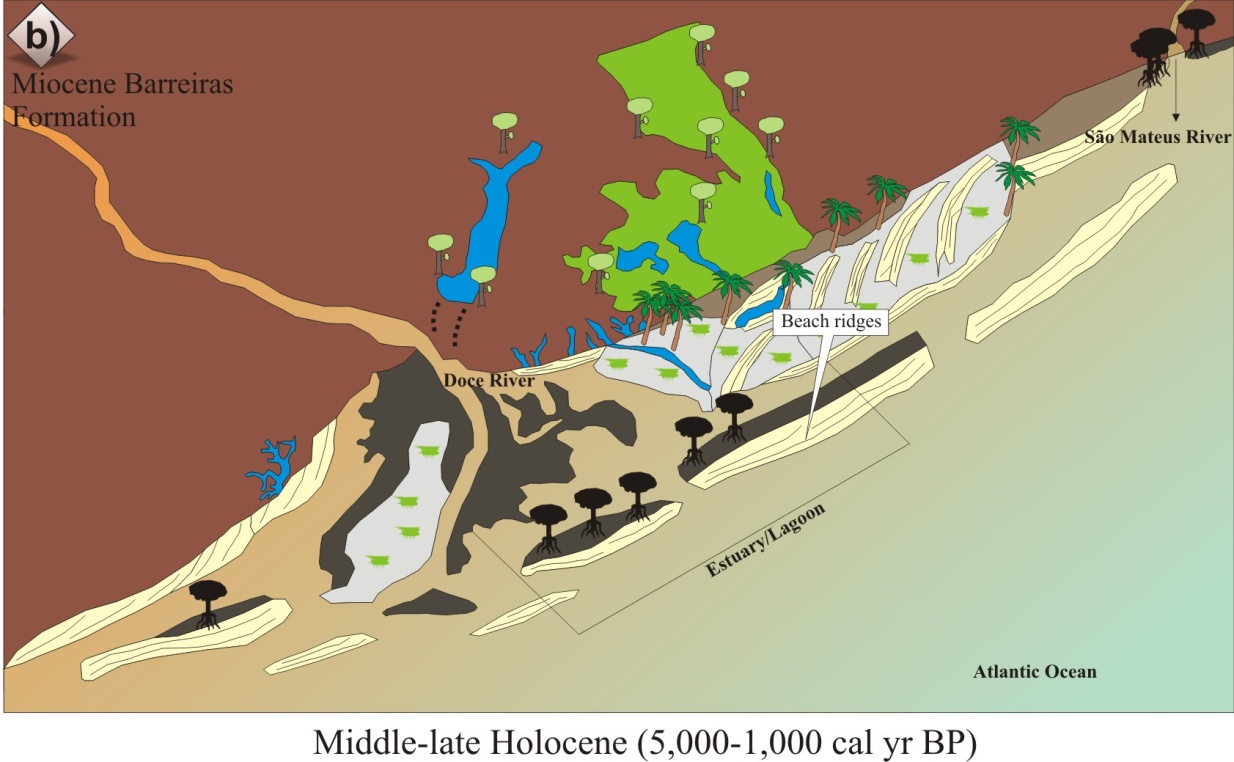 b)
Miocene Barreiras
Formation
São Mateus River
Beach ridges
Doce River
Estuary/Lagoon
Atlantic Ocean
Middle-late Holocene (5,000-1,000 cal yr BP)